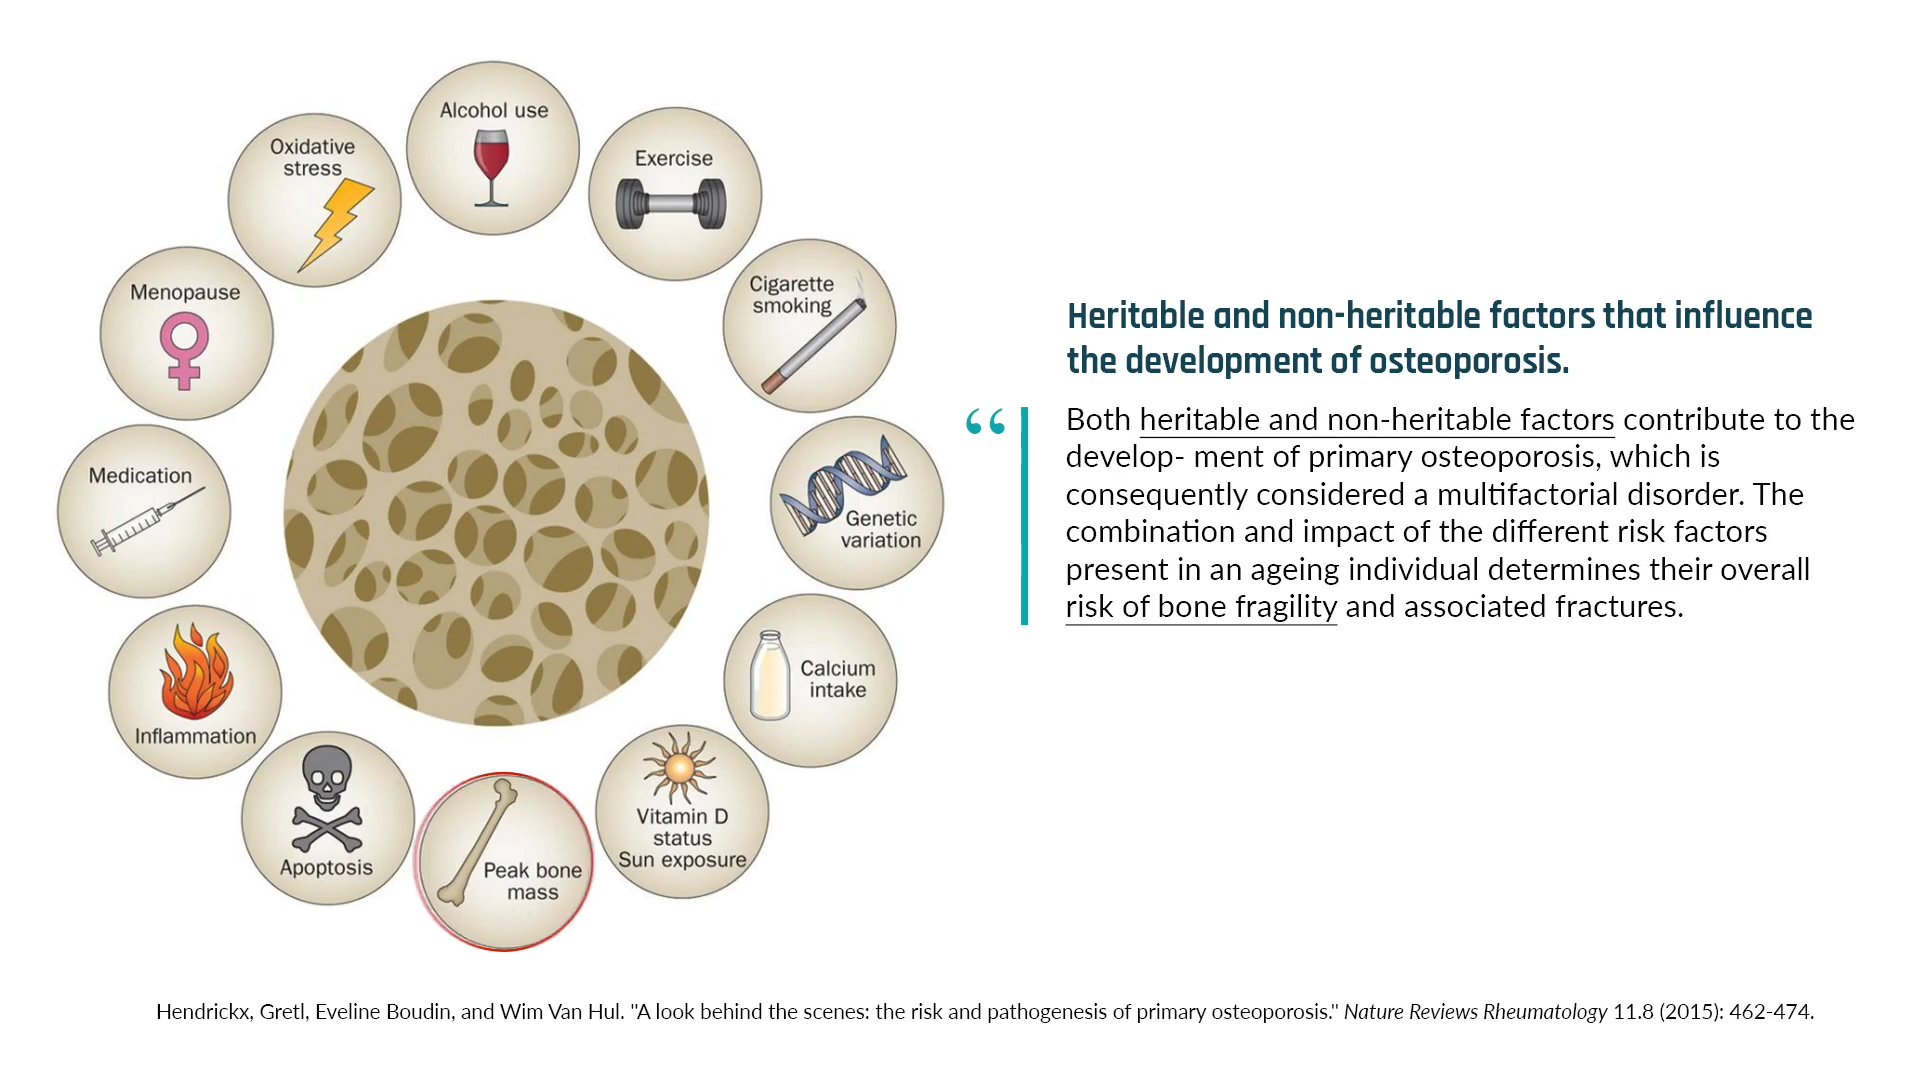 Alcohol use
Oxidative
stress
Exercise
Menopause
Cigarette
smoking
Medication
Genetic
variation
Inflammation
Calcium
intake
Apoptosis
Peak bone
mass
Vitamin D
status
Sun exposure
Heritable and non-heritable factors that influence
the development of osteoporosis.
“
Both heritable and non-heritable factors contribute to the
develop- ment of primary osteoporosis, which is
consequently considered a multifactorial disorder. The
combination and impact of the different risk factors
present in an ageing individual determines their overall
risk of bone fragility and associated fractures.
Hendrickx, Gretl, Eveline Boudin, and Wim Van Hul. "A look behind the scenes: the risk and pathogenesis of primary osteoporosis." Nature Reviews Rheumatology 11.8 (2015): 462-474.